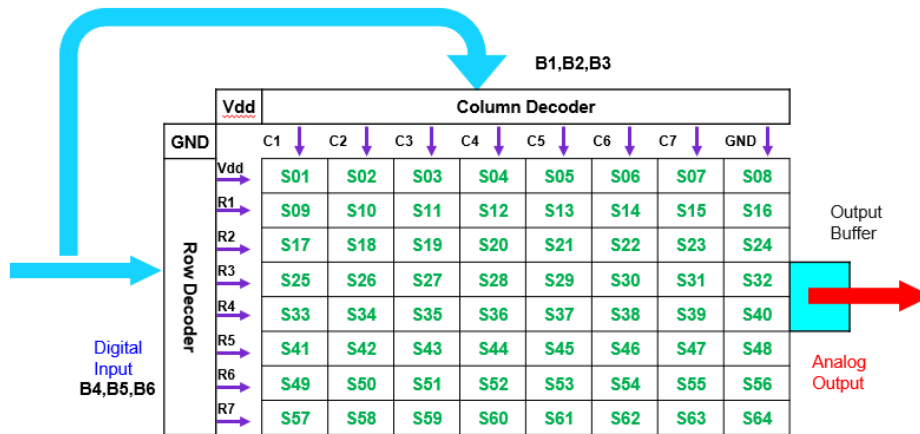 B1,B2,B3
Vdd Column Decoder
GND C1 C2 C3 C4 C5 C6 C7 GND
Vdd S01 S02 S03 S04 S05 S06 S07 S08
R1 S09 S10 S11 S12 S13 S14 S15 S16
R2 S17 S18 S19 S20 S21 S22 S23 S24
R3 S25 S26 S27 S28 S29 S30 S31 S32
R4 S33 S34 S35 S36 S37 S38 S39 S40
R5 S41 S42 S43 S44 S45 S46 S47 S48
R6 S49 S50 S51 S52 S53 S54 S55 S56
R7 S57 S58 S59 S60 S61 S62 S63 S64
Row Decoder
Digital
Input
B4,B5,B6
Output
Buffer
Analog
Output